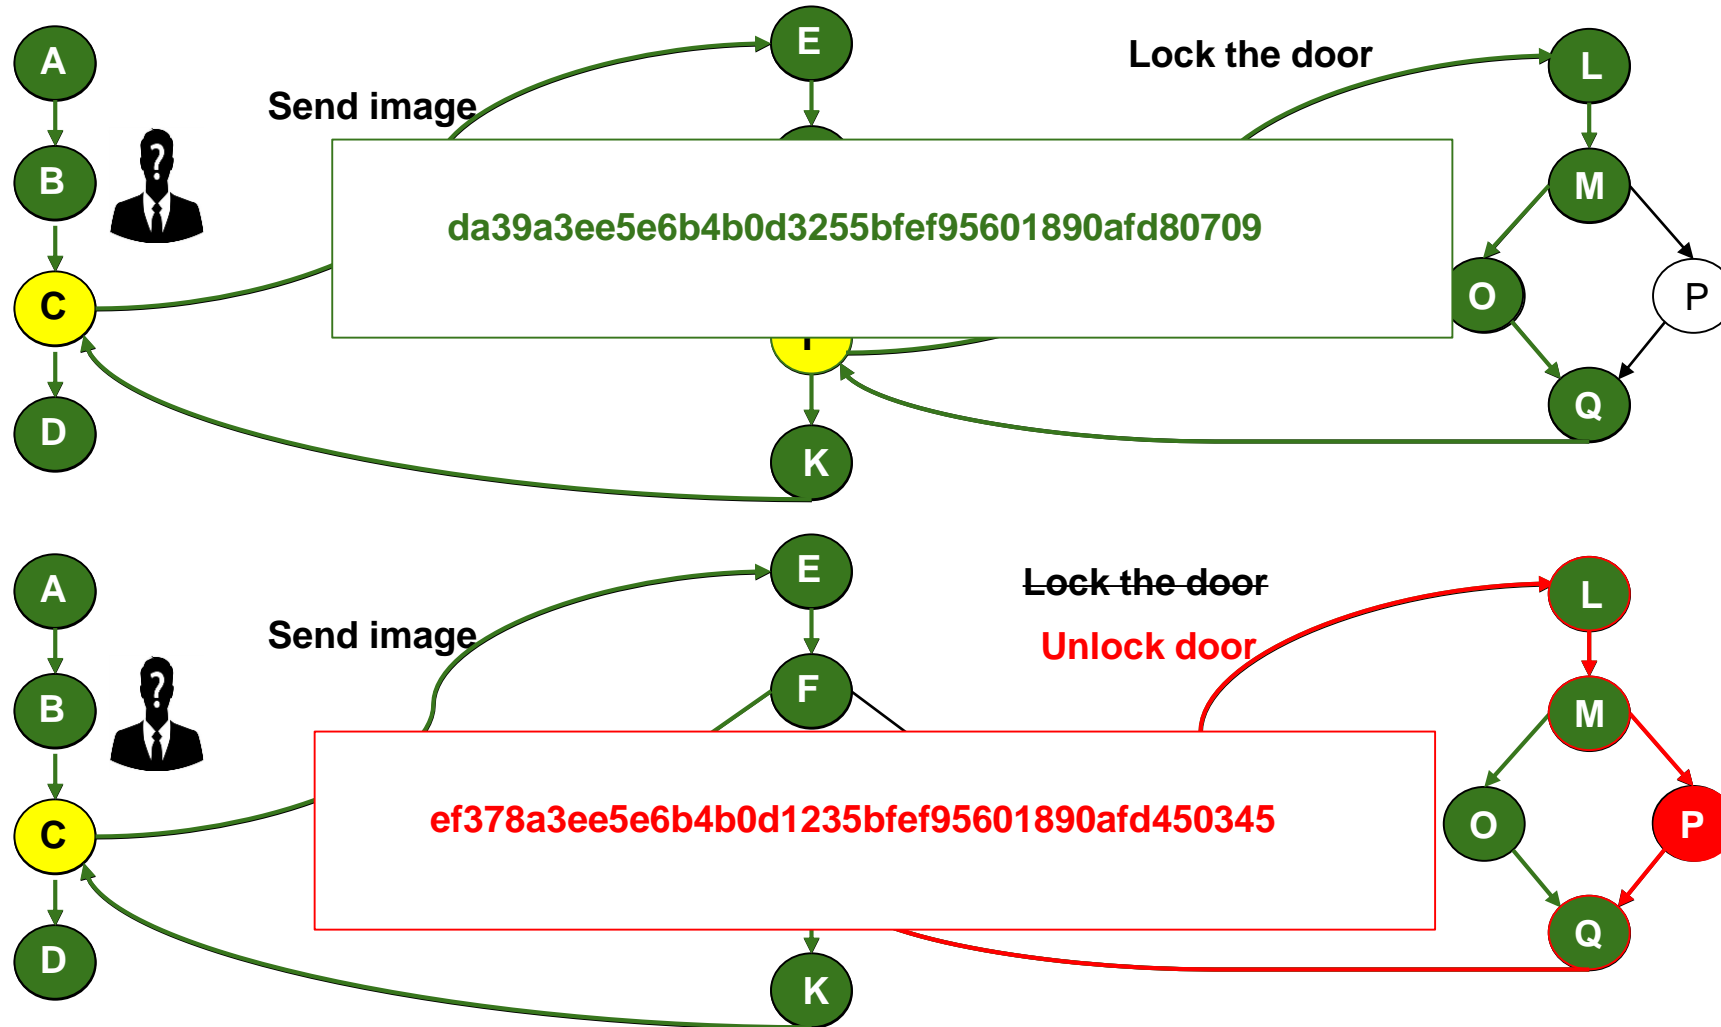 A
E
Lock the door
L
Send image
?
B
M
da39a3ee5e6b4b0d3255bfef95601890afd80709
C
O
P
Q
D
K
A
E
Lock the door
L
Send image
Unlock door
?
B
F
M
ef378a3ee5e6b4b0d1235bfef95601890afd450345
C
O
P
Q
D
K